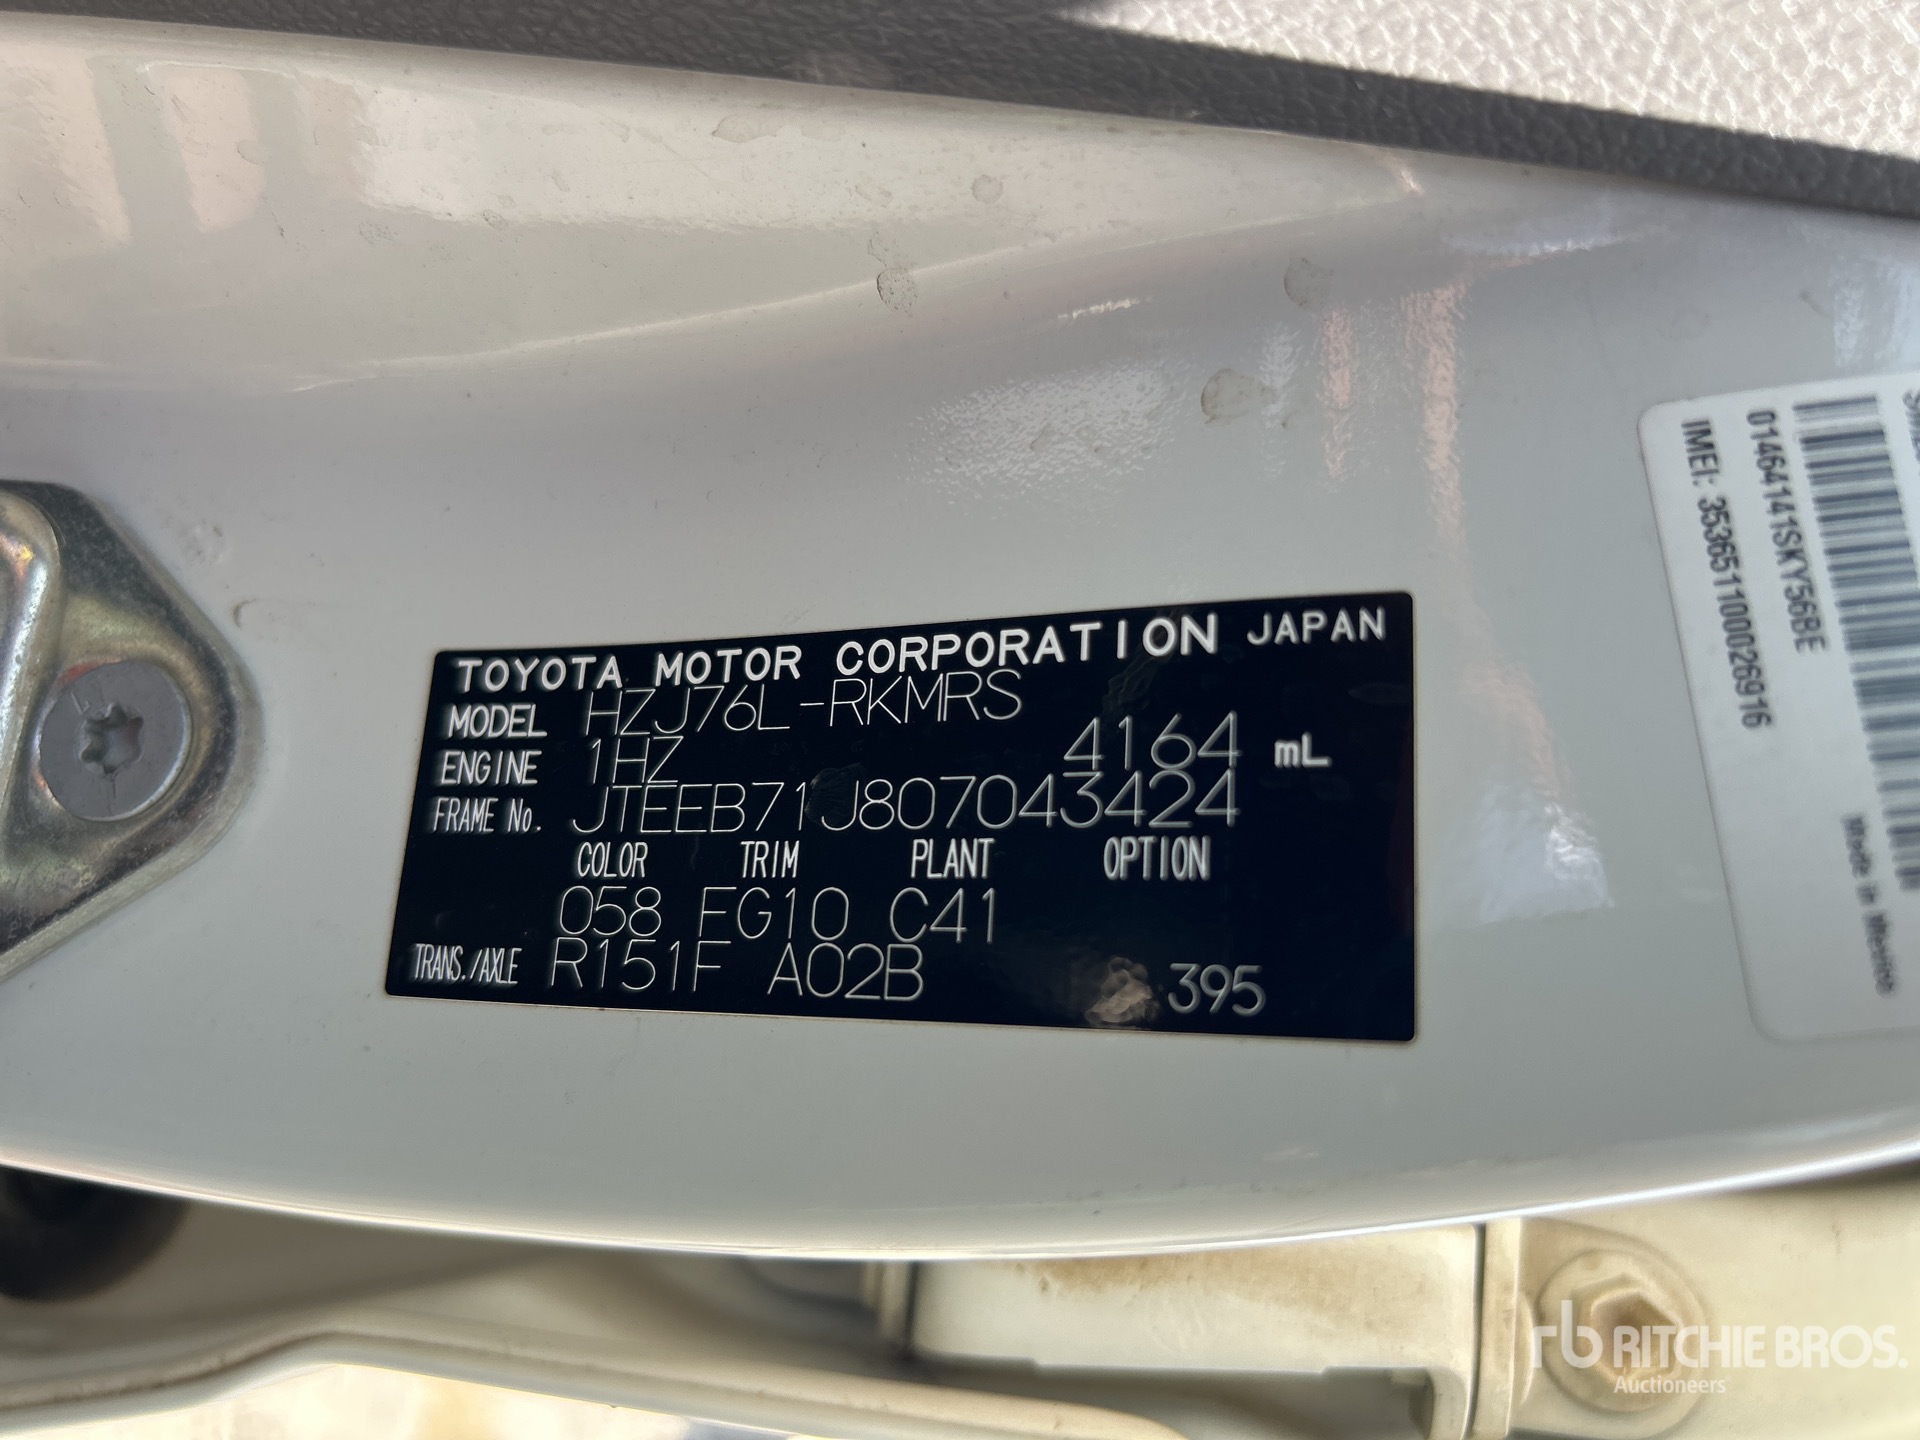 TOYOTA MOTOR CORPORATION JAPAN
MODEL HZJ76L-RKMRS
ENGINE 1HZ 4164 mL
FRAME No. JTEEB71J807043424
COLOR TRIM PLANT OPTION
058 FG10 C41
TRANS./AXLE R151F A02B 395
01464141SKY56BE
IMEI: 353651100026916
Made in Mexico
rb RITCHIE BROS.
Auctioneers